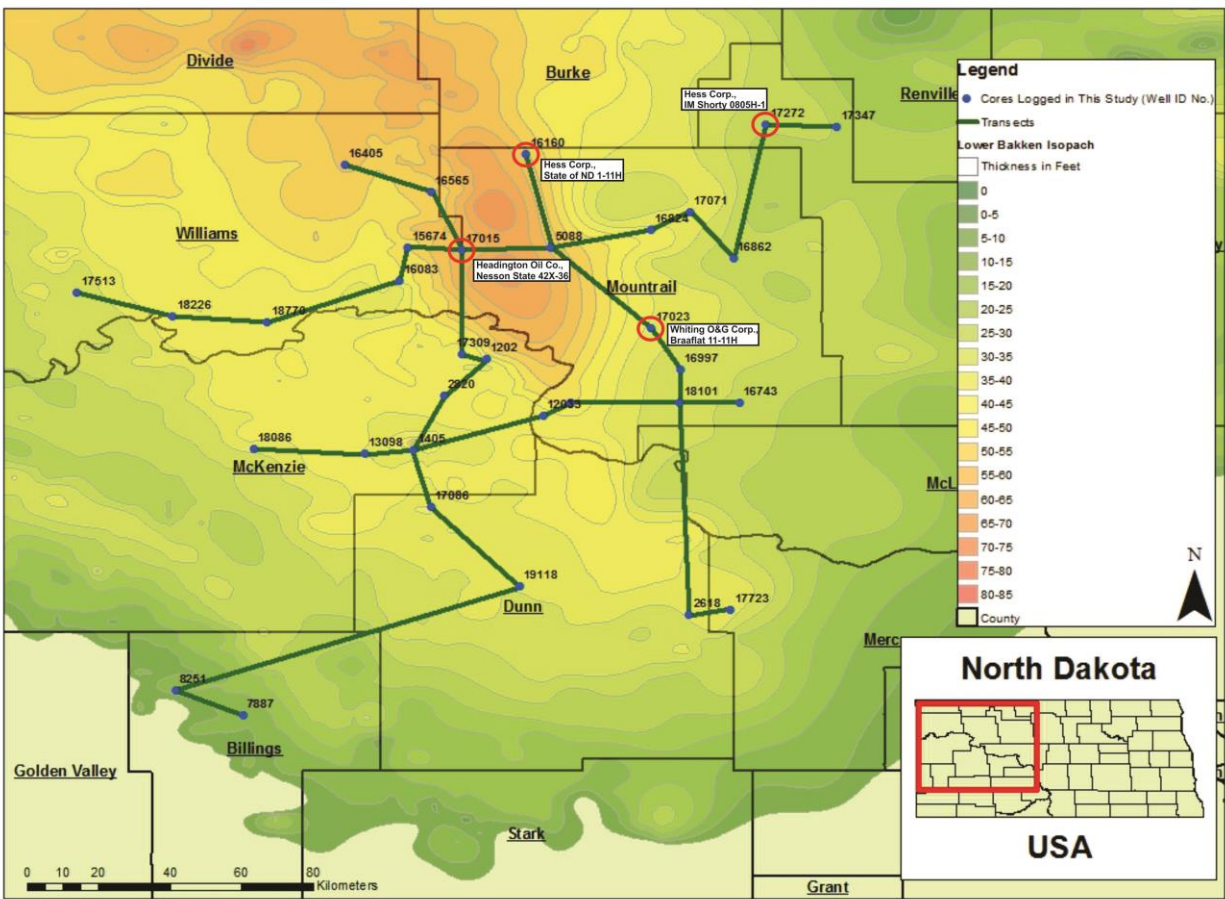 Divide
Burke
Renville
Williams
Mountrail
McKenzie
McL
Dunn
Merc
Billings
Golden Valley
Stark
Grant
16405
16565
16160
Hess Corp.,
State of ND 1-11H
Hess Corp.,
IM Shorty 0805H-1
17272
17347
15674
17015
5088
Headington Oil Co.,
Nesson State 42X-36
16824
17071
16862
16083
17513
18226
18770
17309
1202
17023
Whiting O&G Corp.,
Braaflat 11-11H
16997
18101
16743
2820
12033
18086
13098
1405
17086
19118
2618
17723
8251
7887
0 10 20 40 60 80
Kilometers
Legend
Cores Logged in This Study (Well ID No.)
Transects
Lower Bakken Isopach
Thickness in Feet
0
0-5
5-10
10-15
15-20
20-25
25-30
30-35
35-40
40-45
45-50
50-55
55-60
60-65
65-70
70-75
75-80
80-85
County
N
North Dakota
USA